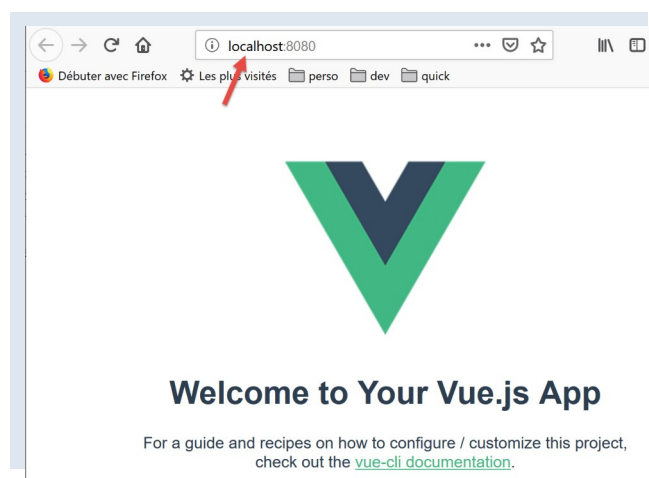 localhost:8080
Débuter avec Firefox Les plus visités perso dev quick
Welcome to Your Vue.js App
For a guide and recipes on how to configure / customize this project,
check out the vue-cli documentation.